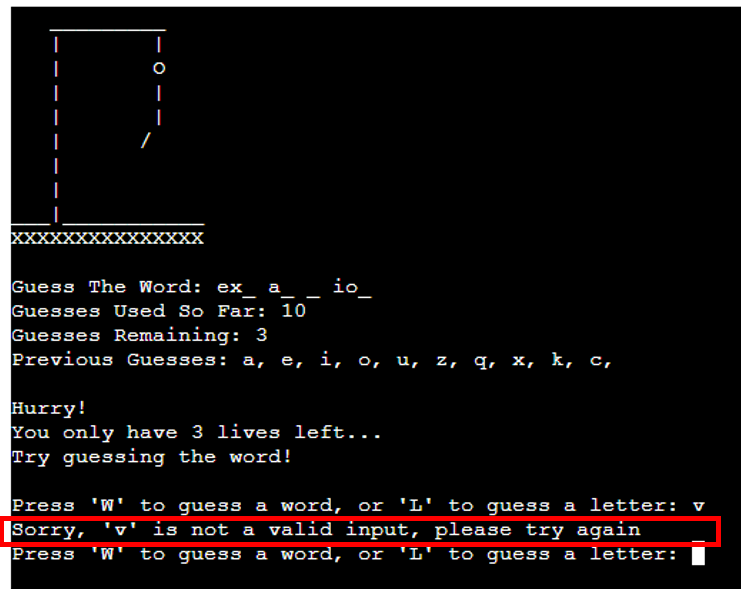 XXXXXXXXXXXXXXX
Guess The Word: ex_ a_ _ io_
Guesses Used So Far: 10
Guesses Remaining: 3
Previous Guesses: a, e, i, o, u, z, q, x, k, c,
Hurry!
You only have 3 lives left...
Try guessing the word!
Press 'W' to guess a word, or 'L' to guess a letter: v
Sorry, 'v' is not a valid input, please try again
Press 'W' to guess a word, or 'L' to guess a letter: